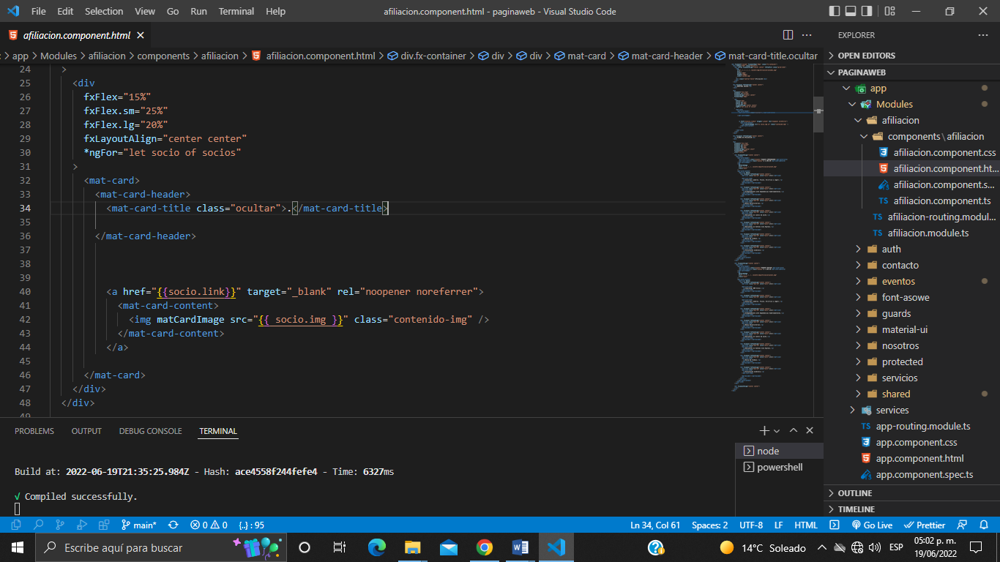 File Edit Selection View Go Run Terminal Help afiliacion.component.html - paginaweb - Visual Studio Code
afiliacion.component.html
EXPLORER
> app > Modules > afiliacion > components > afiliacion > afiliacion.component.html > div.fx-container > div > div > mat-card > mat-card-header > mat-card-title.ocultar
24 >
25 <div
26 fxFlex="15%"
27 fxFlex.sm="25%"
28 fxFlex.lg="20%"
29 fxLayoutAlign="center center"
30 *ngFor="let socio of socios"
31 >
32 <mat-card>
33 <mat-card-header>
34 <mat-card-title class="ocultar">.</mat-card-title>
35
36 </mat-card-header>
37
38
39
40 <a href="{{socio.link}}" target="_blank" rel="noopener noreferrer">
41 <mat-card-content>
42 <img matCardImage src="{{ socio.img }}" class="contenido-img" />
43 </mat-card-content>
44 </a>
45
46 </mat-card>
47 </div>
48 </div>
49
OPEN EDITORS
PAGINAWEB
app
Modules
afiliacion
components\afiliacion
afiliacion.component.css
afiliacion.component.ht...
afiliacion.component.s...
TS afiliacion.component.ts
TS afiliacion-routing.modul...
TS afiliacion.module.ts
auth
contacto
eventos
font-asowe
guards
material-ui
nosotros
protected
servicios
shared
services
TS app-routing.module.ts
app.component.css
app.component.html
app.component.spec.ts
OUTLINE
TIMELINE
PROBLEMS OUTPUT DEBUG CONSOLE TERMINAL
node
powershell
Build at: 2022-06-19T21:35:25.984Z - Hash: ace4558f244fefe4 - Time: 6327ms
√ Compiled successfully.
main* 0 0 {..} : 95 Ln 34, Col 61 Spaces: 2 UTF-8 LF HTML Go Live Prettier
Escribe aquí para buscar
14°C Soleado ESP 05:02 p. m.
19/06/2022